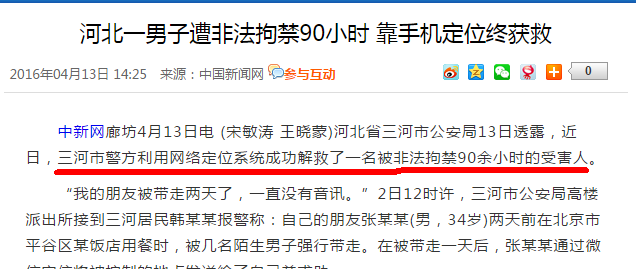 河北一男子遭非法拘禁90小时 靠手机定位终获救
2016年04月13日 14:25 来源：中国新闻网 参与互动
0
中新网廊坊4月13日电 (宋敏涛 王晓蒙)河北省三河市公安局13日透露，近
日，三河市警方利用网络定位系统成功解救了一名被非法拘禁90余小时的受害人。
“我的朋友被带走两天了，一直没有音讯。”2日12时许，三河市公安局高楼
派出所接到三河居民韩某某报警称：自己的朋友张某某(男，34岁)两天前在北京市
平谷区某饭店用餐时，被几名陌生男子强行带走。在被带走一天后，张某某通过微